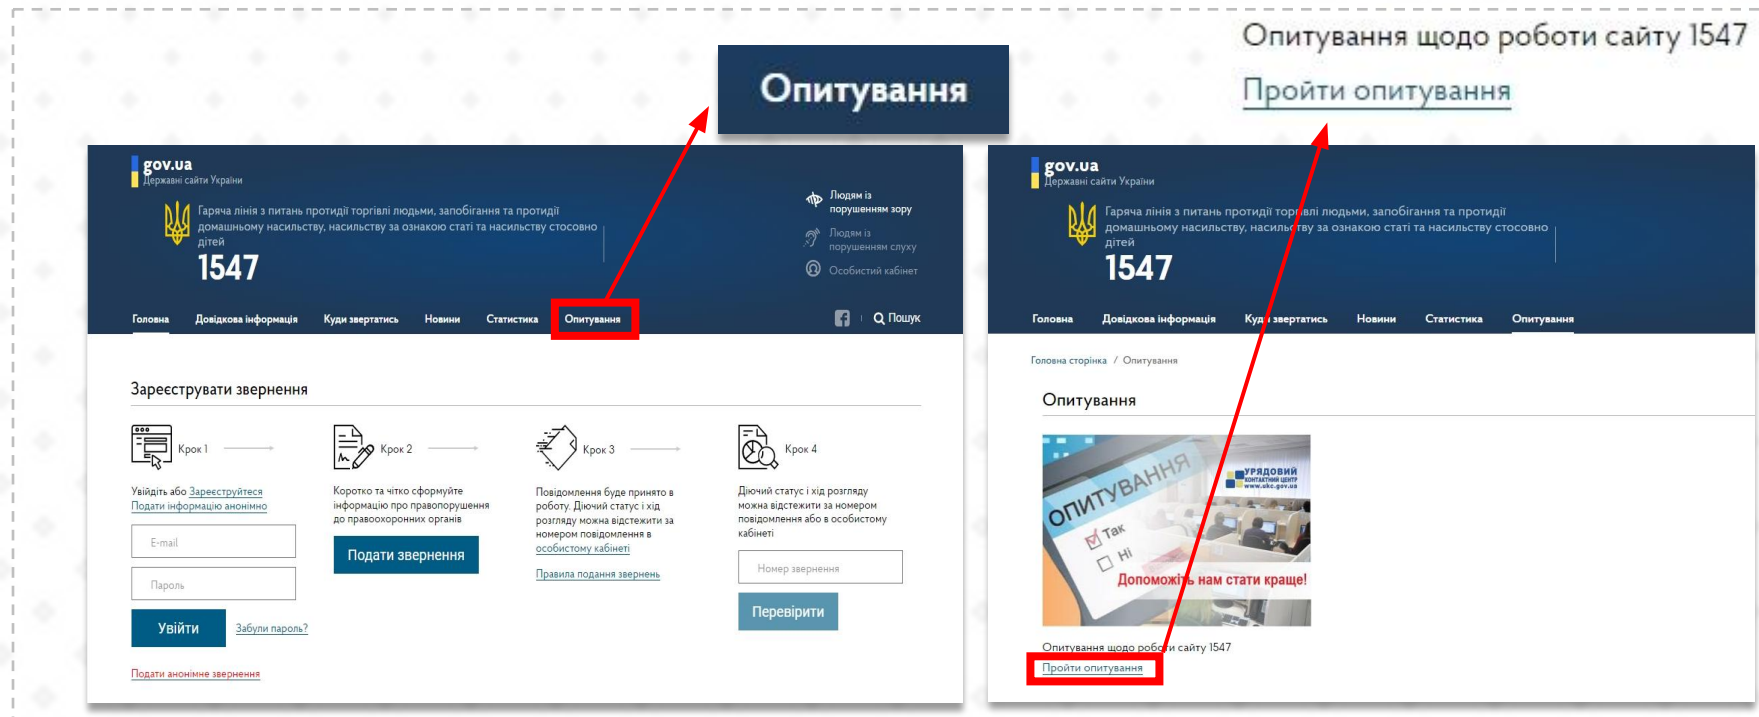 Опитування
Опитування щодо роботи сайту 1547
Пройти опитування
gov.ua
Державні сайти України
Гаряча лінія з питань протидії торгівлі людьми, запобігання та протидії
домашньому насильству, насильству за ознакою статі та насильству стосовно
дітей
1547
Людям із
порушенням зору
Людям із
порушенням слуху
Особистий кабінет
Головна Довідкова інформація Куди звертатись Новини Статистика Опитування Пошук
Зареєструвати звернення
Крок 1 Крок 2 Крок 3 Крок 4
Увійдіть або Зареєструйтеся
Подати інформацію анонімно
E-mail
Пароль
Увійти Забули пароль?
Подати анонімне звернення
Коротко та чітко сформуйте
інформацію про правопорушення
до правоохоронних органів
Подати звернення
Повідомлення буде принято в
роботу. Діючий статус і хід
розгляду можна відстежити за
номером повідомлення в
особистому кабінеті
Правила подання звернень
Діючий статус і хід розгляду
можна відстежити за номером
повідомлення або в особистому
кабінеті
Номер звернення
Перевірити
gov.ua
Державні сайти України
Гаряча лінія з питань протидії торгівлі людьми, запобігання та протидії
домашньому насильству, насильству за ознакою статі та насильству стосовно
дітей
1547
Головна Довідкова інформація Куди звертатись Новини Статистика Опитування
Головна сторінка / Опитування
Опитування
ОПИТУВАННЯ
Так
Ні
УРЯДОВИЙ
КОНТАКТНИЙ ЦЕНТР
www.ukc.gov.ua
Допоможіть нам стати краще!
Опитування щодо роботи сайту 1547
Пройти опитування